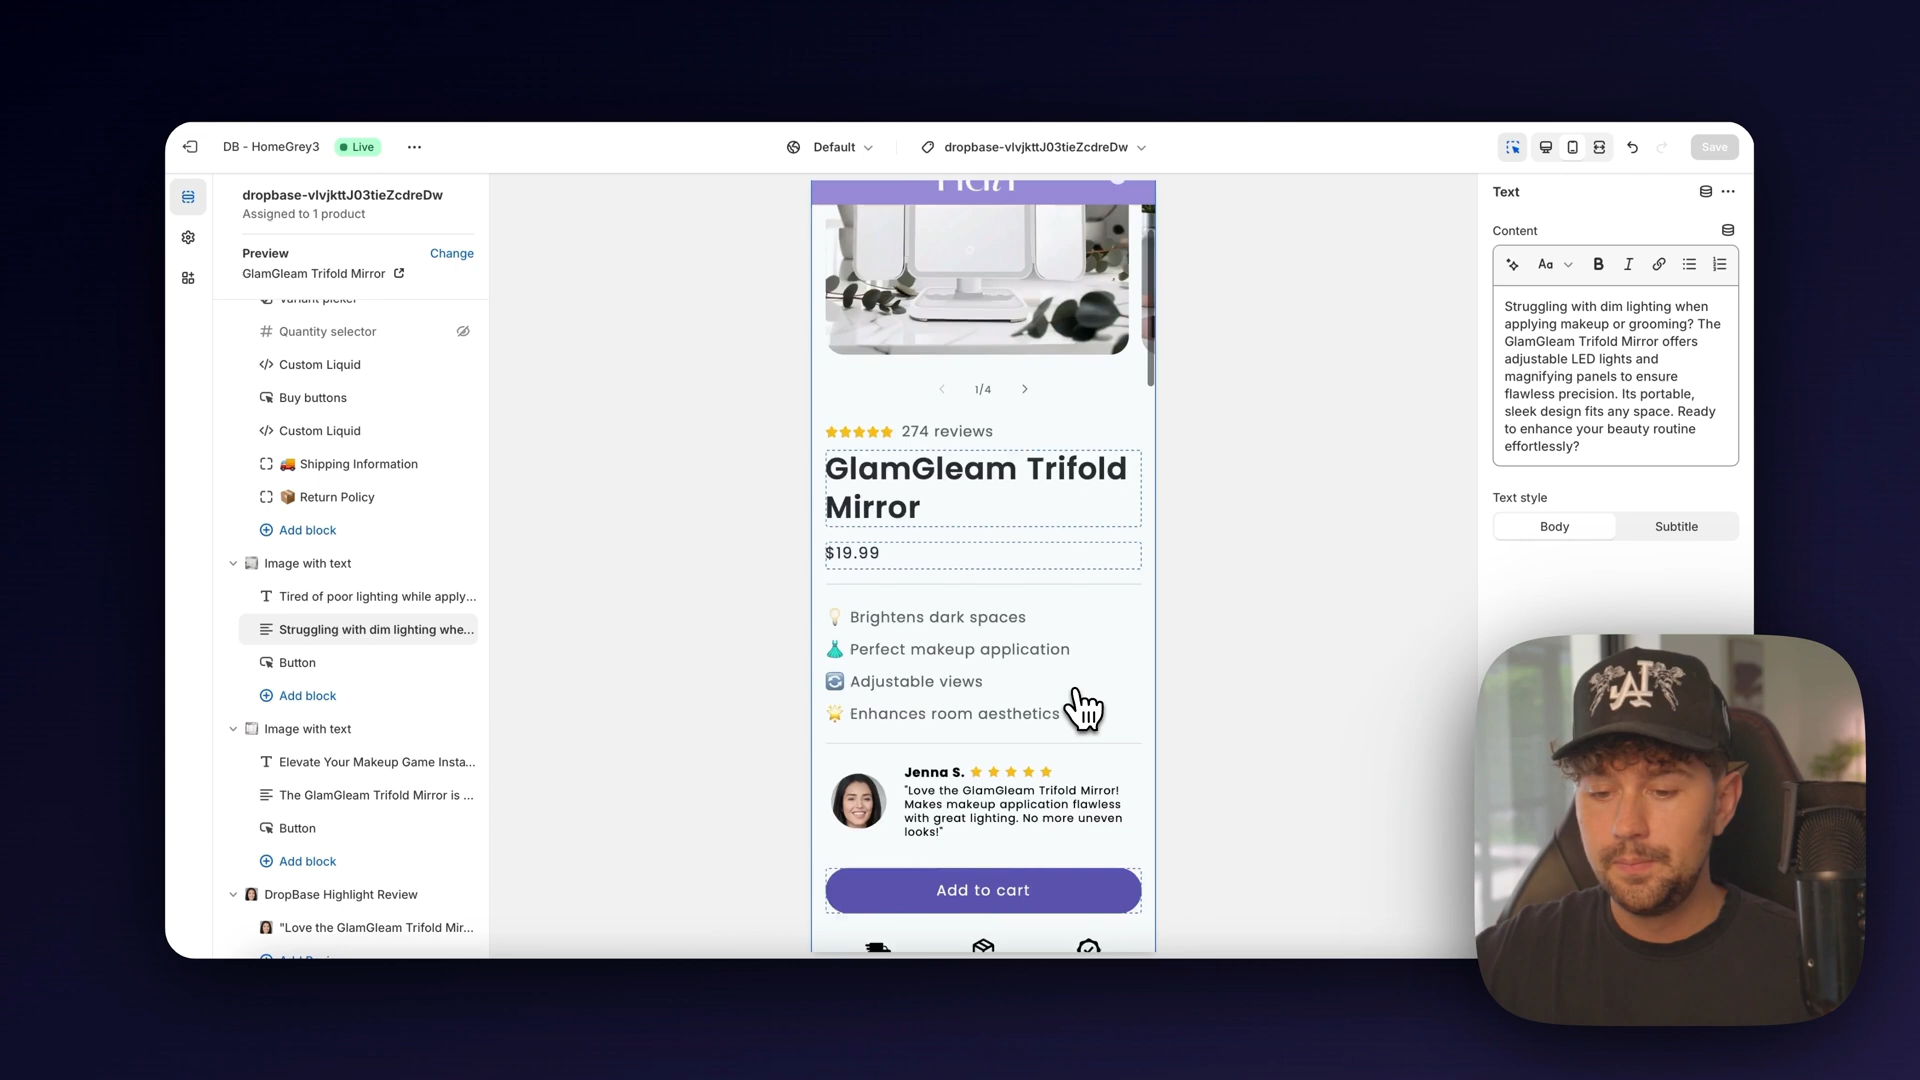 DB - HomeGrey3
Live
Default
dropbase-vlvjkttJ03tieZcdreDw
Save
dropbase-vlvjkttJ03tieZcdreDw
Assigned to 1 product
Preview
Change
GlamGleam Trifold Mirror
Variant picker
Quantity selector
Custom Liquid
Buy buttons
Custom Liquid
🚚 Shipping Information
📦 Return Policy
Add block
Image with text
Tired of poor lighting while apply...
Struggling with dim lighting whe...
Button
Add block
Image with text
Elevate Your Makeup Game Insta...
The GlamGleam Trifold Mirror is ...
Button
Add block
DropBase Highlight Review
"Love the GlamGleam Trifold Mir...
1/4
274 reviews
GlamGleam Trifold
Mirror
$19.99
💡 Brightens dark spaces
👗 Perfect makeup application
🔄 Adjustable views
🌟 Enhances room aesthetics
Jenna S.
"Love the GlamGleam Trifold Mirror!
Makes makeup application flawless
with great lighting. No more uneven
looks!"
Add to cart
Text
Content
Aa
B
I
Struggling with dim lighting when
applying makeup or grooming? The
GlamGleam Trifold Mirror offers
adjustable LED lights and
magnifying panels to ensure
flawless precision. Its portable,
sleek design fits any space. Ready
to enhance your beauty routine
effortlessly?
Text style
Body
Subtitle